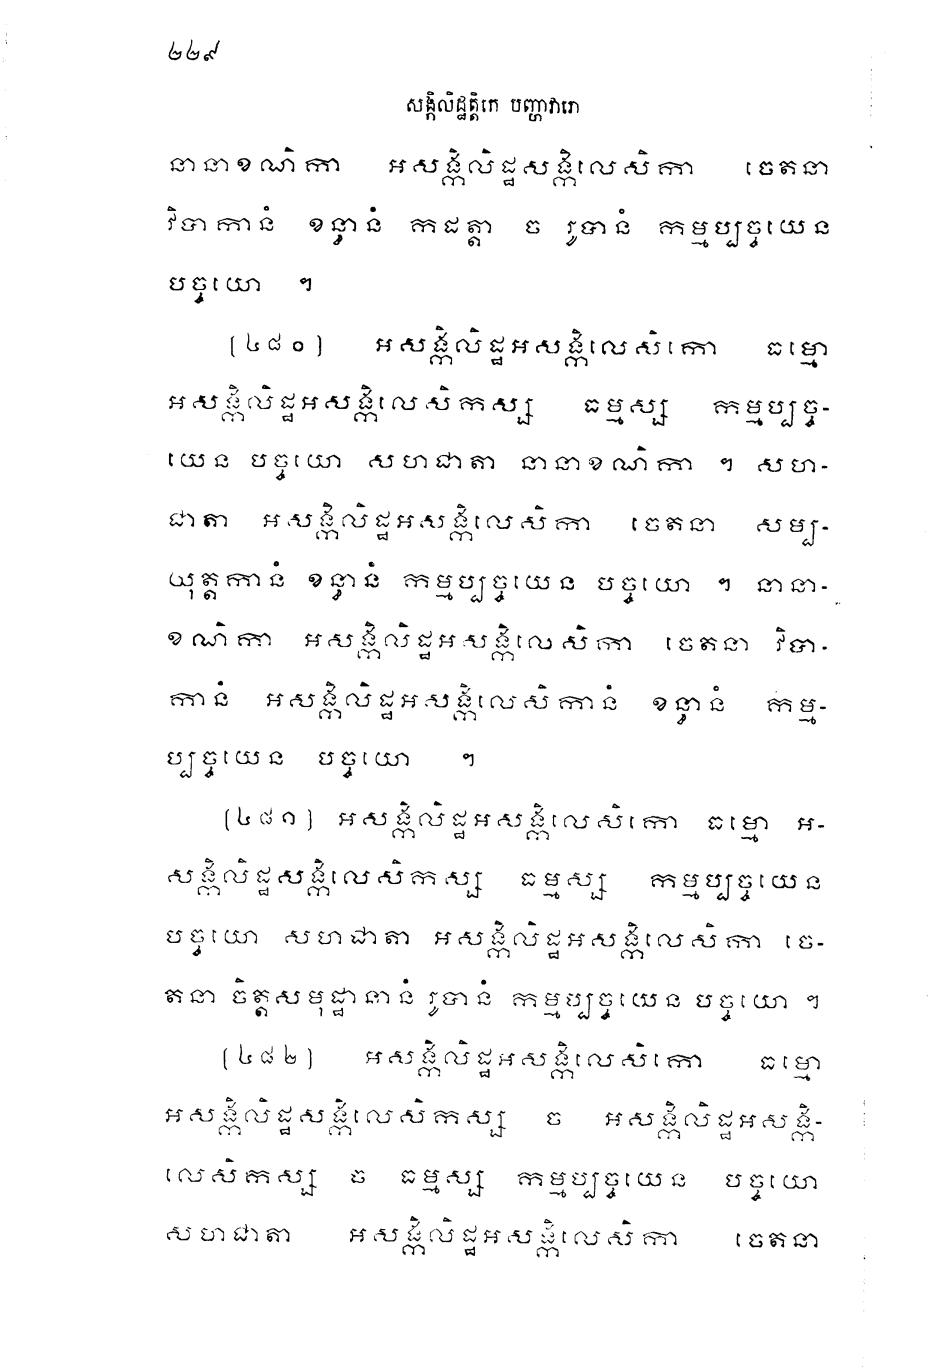 ២២៩
សង្កិលិដ្ឋត្តិកេ បញ្ហាវារោ
នានាខណិកា អសង្កិលិដ្ឋសង្កិលេសិកា ចេតនា
វិបាកានំ ខន្ធានំ កដត្តា ច រូបានំ កម្មប្បច្ចយេន
បច្ចយោ ។
(៤៨០) អសង្កិលិដ្ឋអសង្កិលេសិកោ ធម្មោ
អសង្កិលិដ្ឋអសង្កិលេសិកស្ស ធម្មស្ស កម្មប្បច្ច-
យេន បច្ចយោ សហជាតា នានាខណិកា ។ សហ-
ជាតា អសង្កិលិដ្ឋអសង្កិលេសិកា ចេតនា សម្ប-
យុត្តកានំ ខន្ធានំ កម្មប្បច្ចយេន បច្ចយោ ។ នានា-
ខណិកា អសង្កិលិដ្ឋអសង្កិលេសិកា ចេតនា វិបា-
កានំ អសង្កិលិដ្ឋអសង្កិលេសិកានំ ខន្ធានំ កម្ម-
ប្បច្ចយេន បច្ចយោ ។
(៤៨១) អសង្កិលិដ្ឋអសង្កិលេសិកោ ធម្មោ អ-
សង្កិលិដ្ឋសង្កិលេសិកស្ស ធម្មស្ស កម្មប្បច្ចយេន
បច្ចយោ សហជាតា អសង្កិលិដ្ឋអសង្កិលេសិកា ចេ-
តនា ចិត្តសមុដ្ឋានានំ រូបានំ កម្មប្បច្ចយេន បច្ចយោ ។
(៤៨២) អសង្កិលិដ្ឋអសង្កិលេសិកោ ធម្មោ
អសង្កិលិដ្ឋសង្កិលេសិកស្ស ច អសង្កិលិដ្ឋអសង្កិ-
លេសិកស្ស ច ធម្មស្ស កម្មប្បច្ចយេន បច្ចយោ
សហជាតា អសង្កិលិដ្ឋអសង្កិលេសិកា ចេតនា